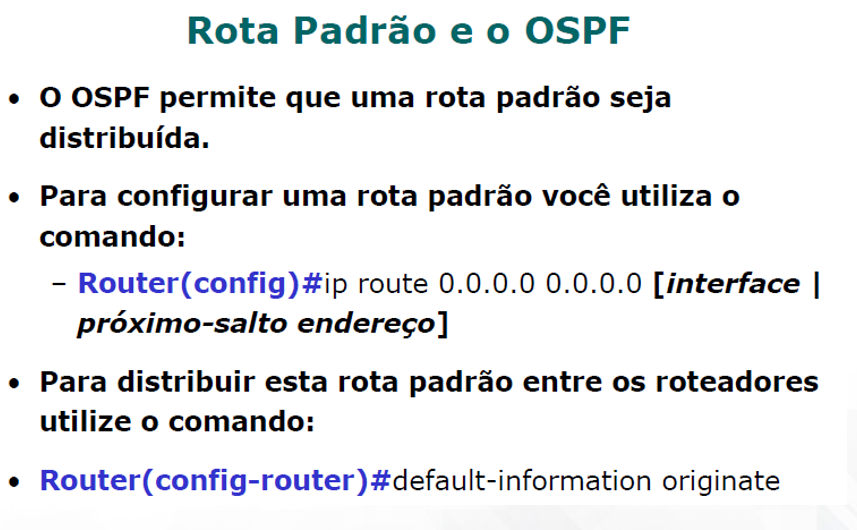 Rota Padrão e o OSPF
• O OSPF permite que uma rota padrão seja
distribuída.
• Para configurar uma rota padrão você utiliza o
comando:
– Router(config)#ip route 0.0.0.0 0.0.0.0 [interface |
próximo-salto endereço]
• Para distribuir esta rota padrão entre os roteadores
utilize o comando:
• Router(config-router)#default-information originate